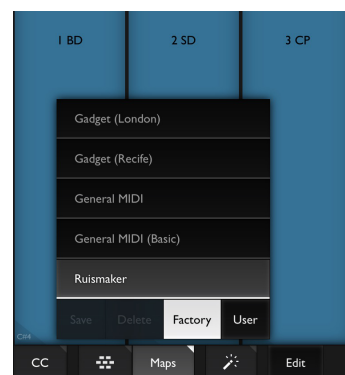 1 BD
2 SD
3 CP
Gadget (London)
Gadget (Recife)
General MIDI
General MIDI (Basic)
Ruismaker
Save Delete Factory User
C#4
CC Maps Edit